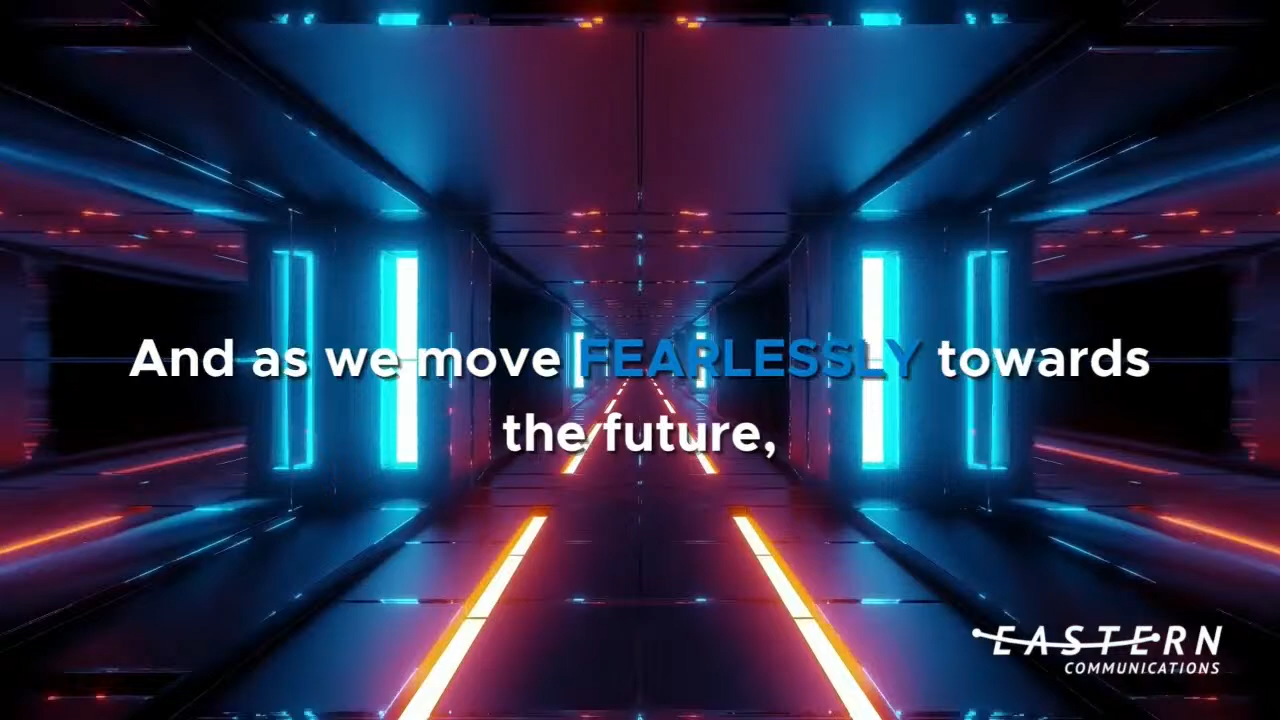 And as we move FEARLESSLY towards
the future,
EASTERN
COMMUNICATIONS